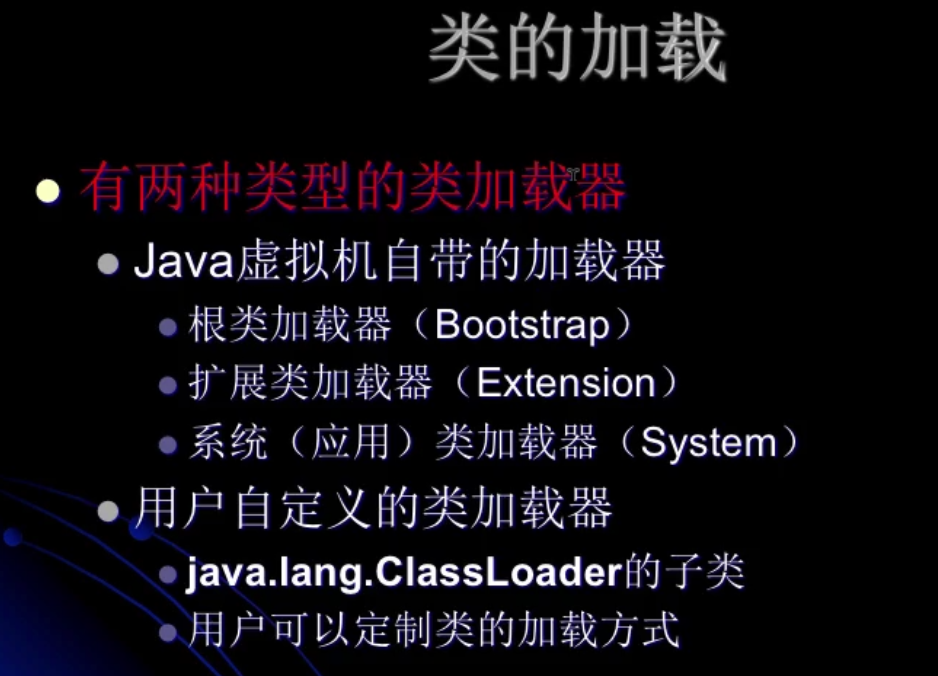 类的加载
有两种类型的类加载器
Java虚拟机自带的加载器
根类加载器（Bootstrap）
扩展类加载器（Extension）
系统（应用）类加载器（System）
用户自定义的类加载器
java.lang.ClassLoader的子类
用户可以定制类的加载方式